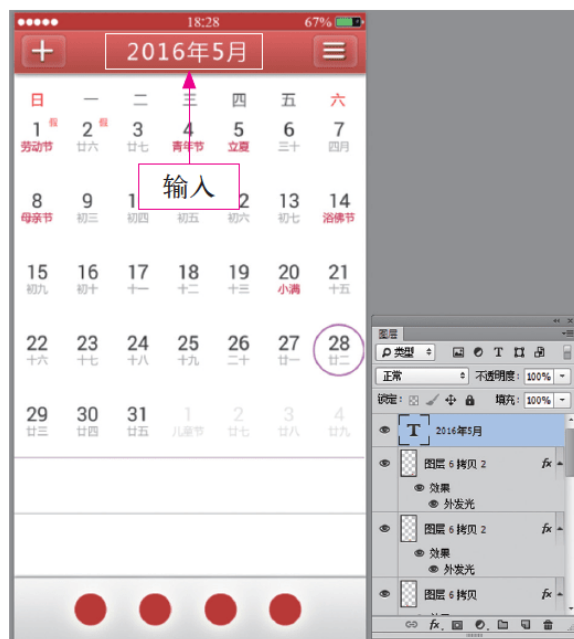 18:28 67%
2016年5月
日 一 二 三 四 五 六
1 假 2 假 3 4 5 6 7
劳动节 廿六 廿七 青年节 立夏 三十 四月
输入
8 9 1 2 13 14
母亲节 初三 初四 初五 初六 初七 浴佛节
15 16 17 18 19 20 21
初九 初十 十一 十二 十三 小满 十五
22 23 24 25 26 27 28
十六 十七 十八 十九 二十 廿一 廿二
29 30 31 1 2 3 4
廿三 廿四 廿五 儿童节 廿七 廿八 廿九
图层
类型 T
正常 不透明度: 100%
锁定: 填充: 100%
T 2016年5月
图层 6 拷贝 2 fx
效果
外发光
图层 6 拷贝 2 fx
效果
外发光
图层 6 拷贝 fx
fx